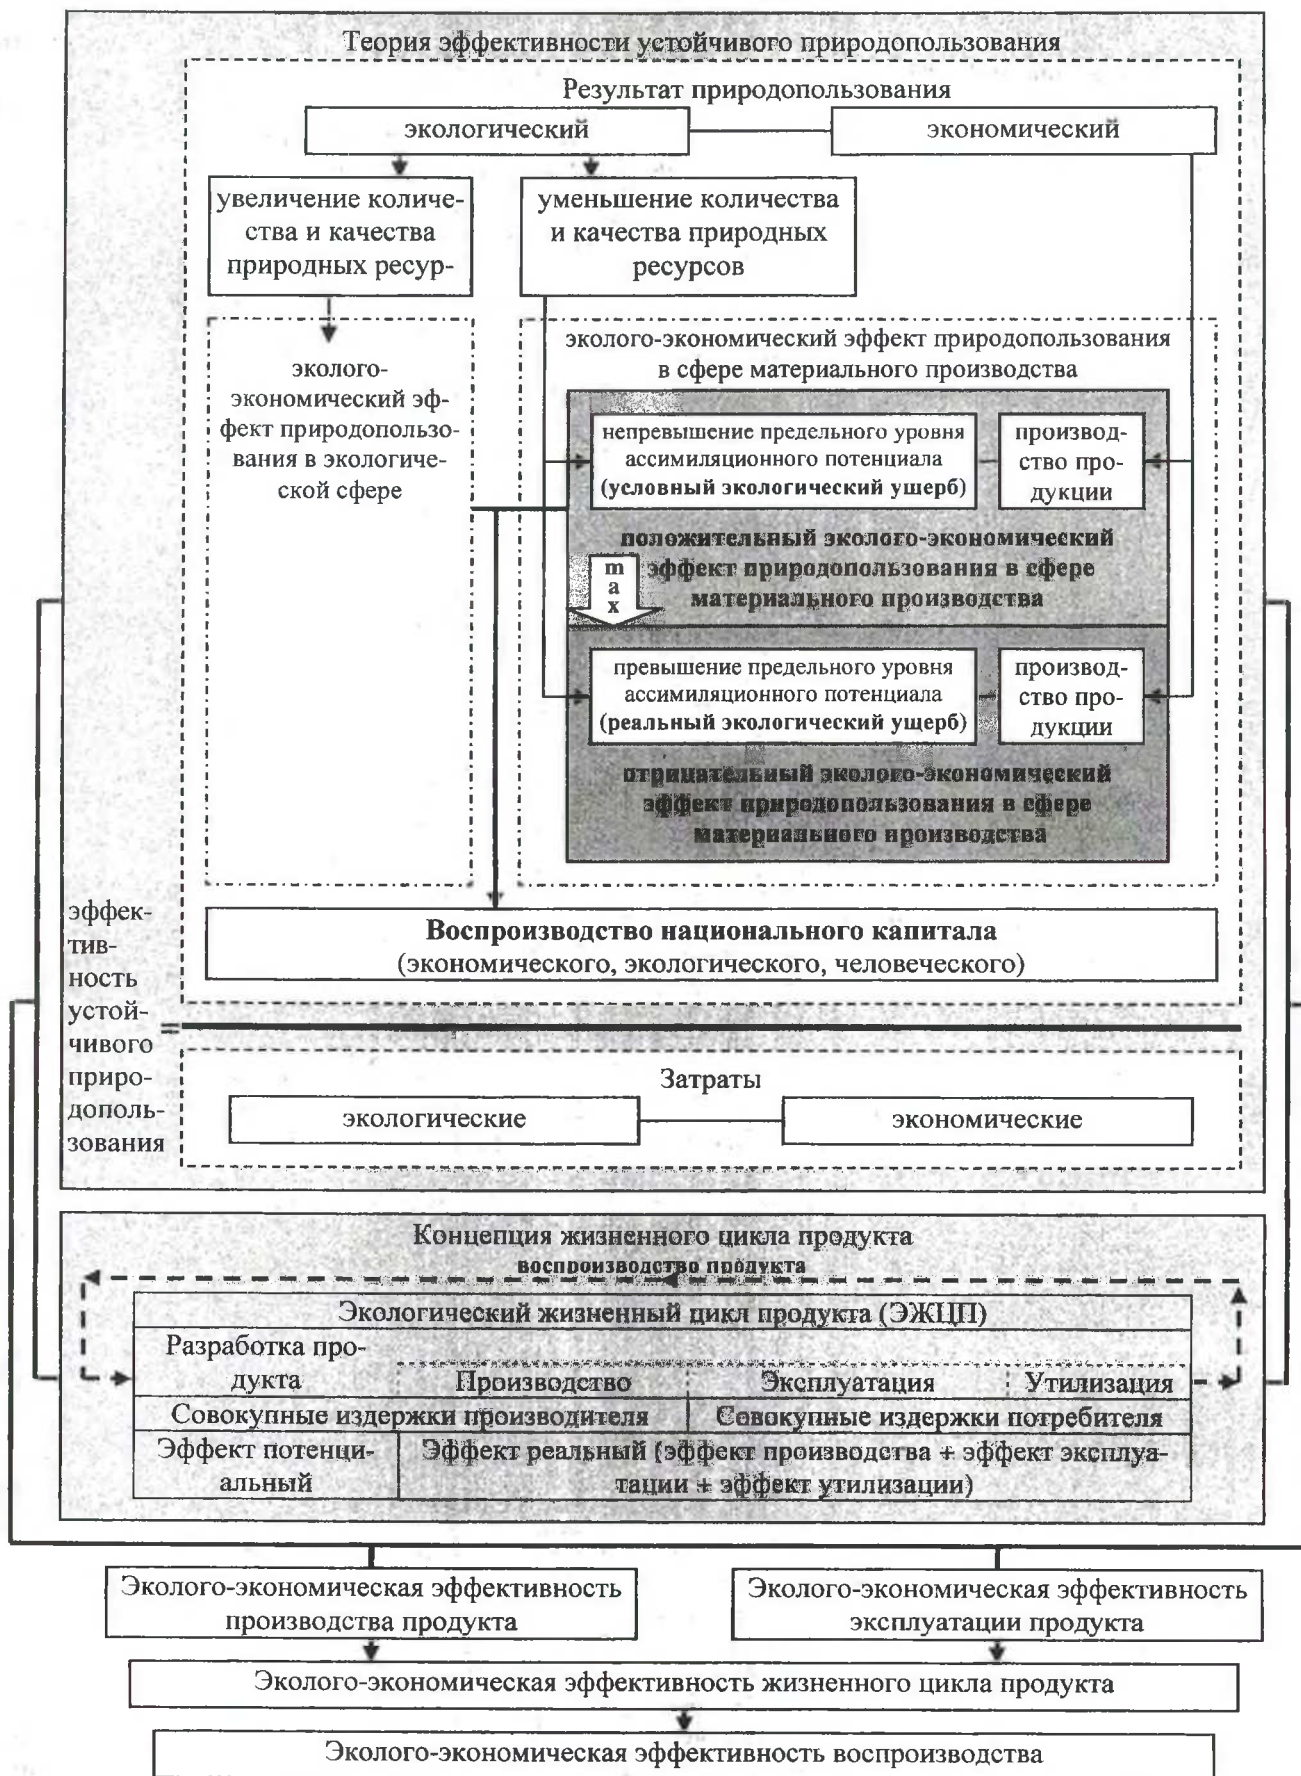 Теория эффективности устойчивого природопользования
Результат природопользования
экологический
экономический
увеличение количе-
ства и качества
природных ресур-
уменьшение количества
и качества природных
ресурсов
эколого-
экономический эф-
фект природопользо-
вания в экологиче-
ской сфере
эколого-экономический эффект природопользования
в сфере материального производства
непревышение предельного уровня
ассимиляционного потенциала
(условный экологический ущерб)
производ-
ство про-
дукции
положительный эколого-экономический
эффект природопользования в сфере
материального производства
m
a
x
превышение предельного уровня
ассимиляционного потенциала
(реальный экологический ущерб)
производ-
ство про-
дукции
отрицательный эколого-экономический
эффект природопользования в сфере
материального производства
Воспроизводство национального капитала
(экономического, экологического, человеческого)
эффек-
тив-
ность
устой-
чивого
приро-
дополь-
зования
=
Затраты
экологические
экономические
Концепция жизненного цикла продукта
воспроизводство продукта
Экологический жизненный цикл продукта (ЭЖЦП)
Разработка про-
дукта
Производство
Эксплуатация
Утилизация
Совокупные издержки производителя
Совокупные издержки потребителя
Эффект потенци-
альный
Эффект реальный (эффект производства + эффект эксплуа-
тации + эффект утилизации)
Эколого-экономическая эффективность
производства продукта
Эколого-экономическая эффективность
эксплуатации продукта
Эколого-экономическая эффективность жизненного цикла продукта
Эколого-экономическая эффективность воспроизводства